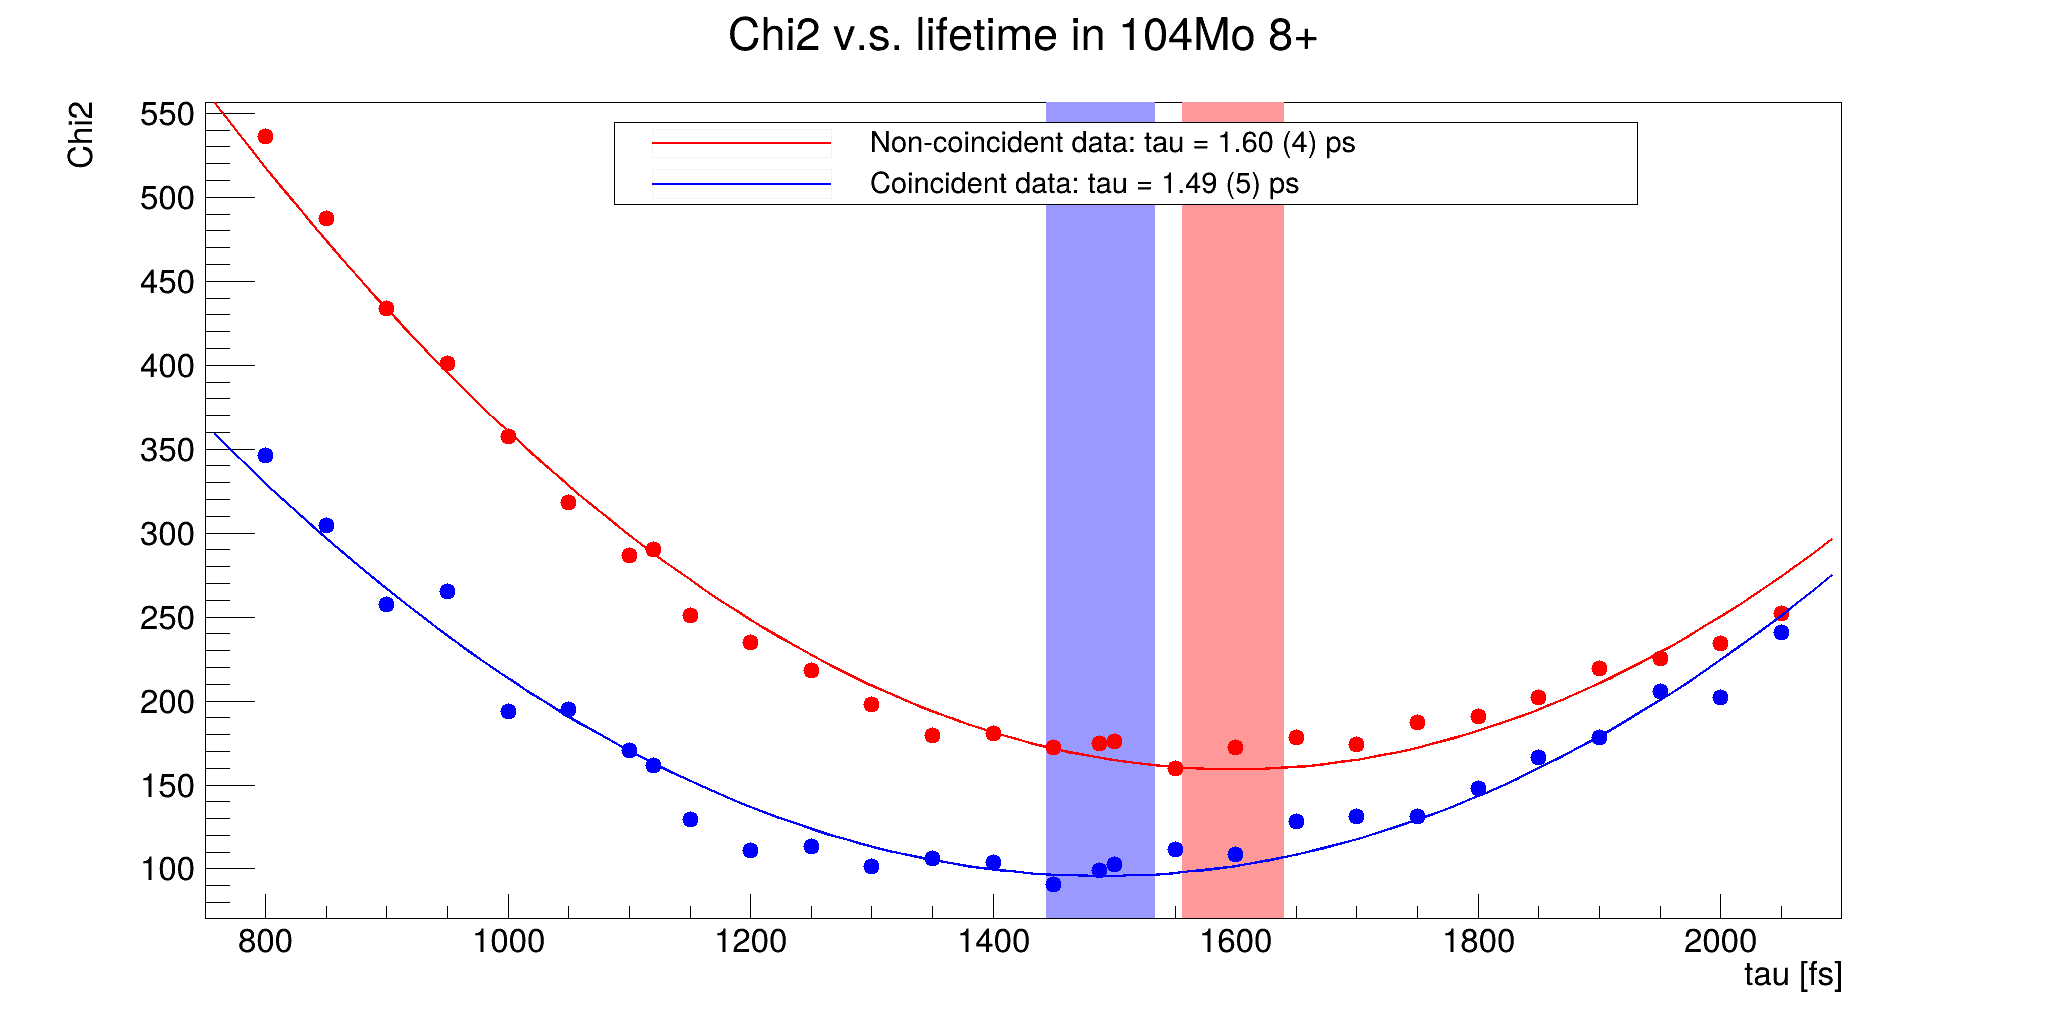 Chi2 v.s. lifetime in 104Mo 8+
Chi2
550
500
450
400
350
300
250
200
150
100
Non-coincident data: tau = 1.60 (4) ps
Coincident data: tau = 1.49 (5) ps
800 1000 1200 1400 1600 1800 2000
tau [fs]